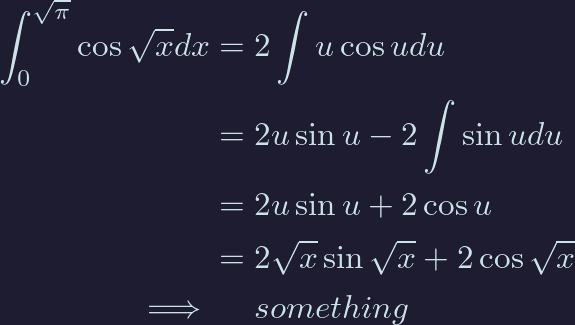 ∫₀^√π cos √x dx = 2 ∫ u cos u du
= 2u sin u − 2 ∫ sin u du
= 2u sin u + 2 cos u
= 2√x sin √x + 2 cos √x
⟹ something